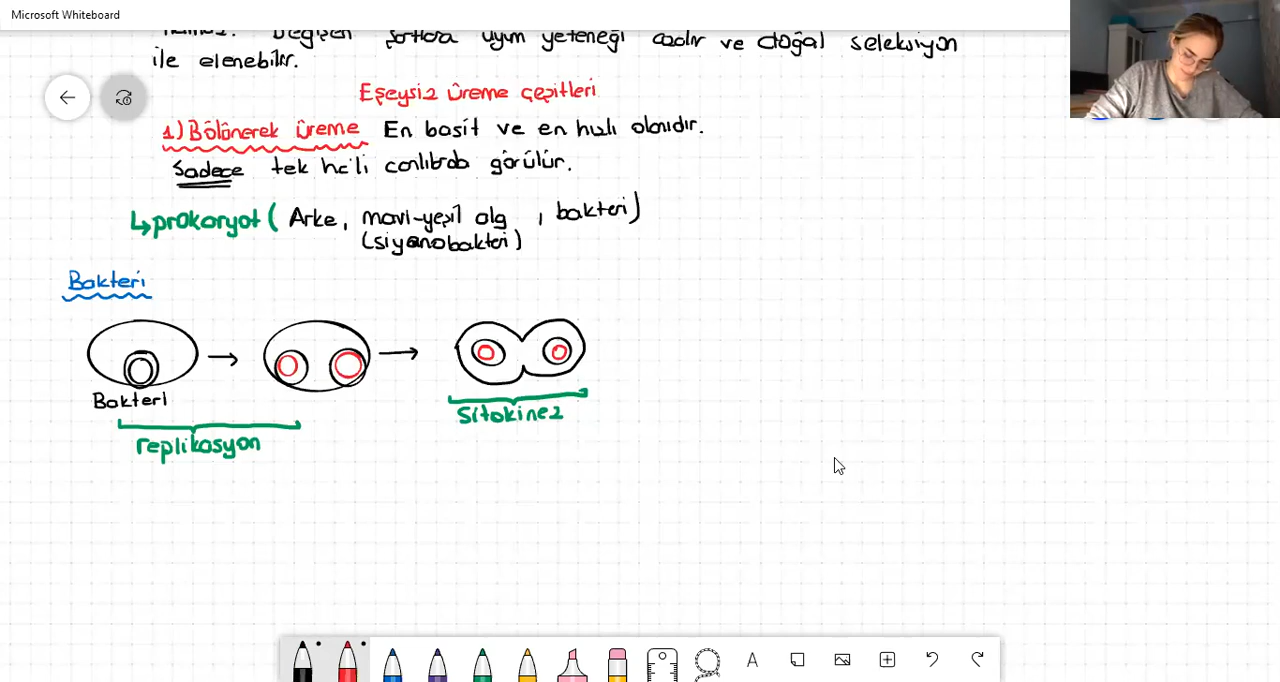 Microsoft Whiteboard
Değişen şartlara uyum yeteneği azalır ve doğal seleksiyon
ile elenebilir.
Eşeysiz üreme çeşitleri
1) Bölünerek üreme En basit ve en hızlı olanıdır.
Sadece tek hc'li canlılarda görülür.
↳prokaryot ( Arke, mavi-yeşil alg , bakteri)
(siyanobakteri)
Bakteri
Bakteri
replikasyon
Sitokinez